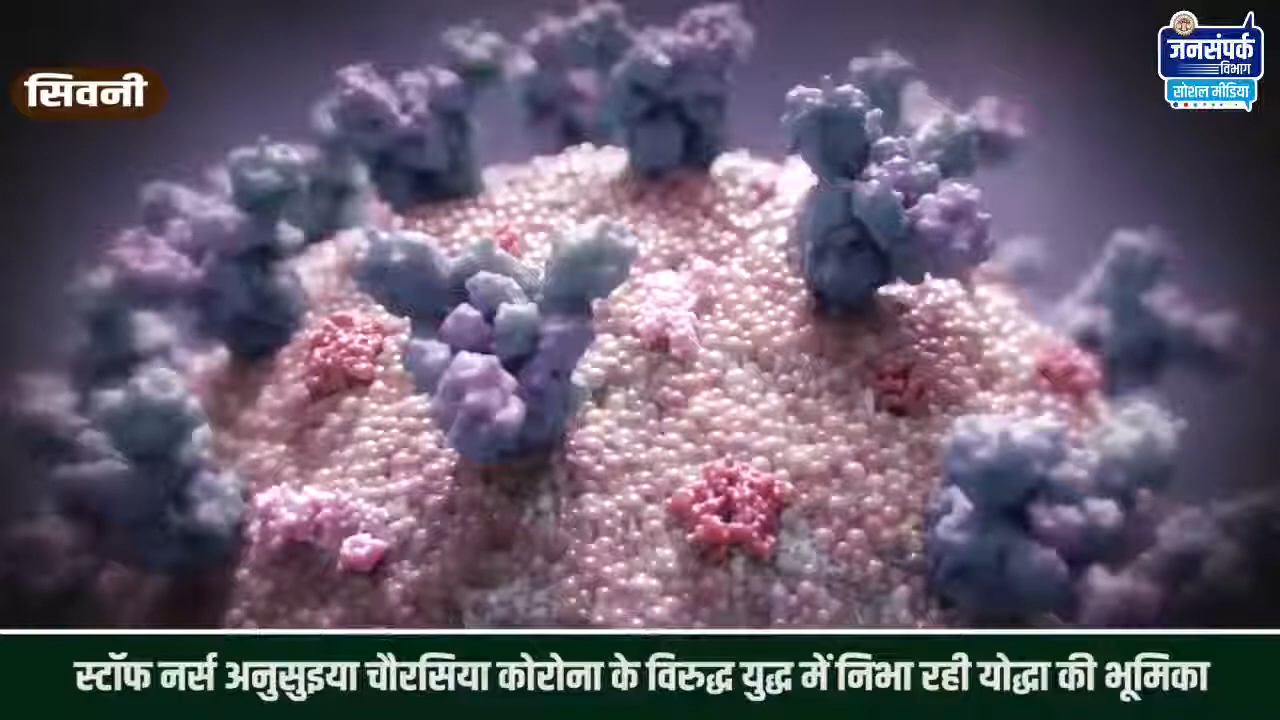 सिवनी
जनसंपर्क
विभाग
सोशल मीडिया
स्टॉफ नर्स अनुसुइया चौरसिया कोरोना के विरुद्ध युद्ध में निभा रही योद्धा की भूमिका